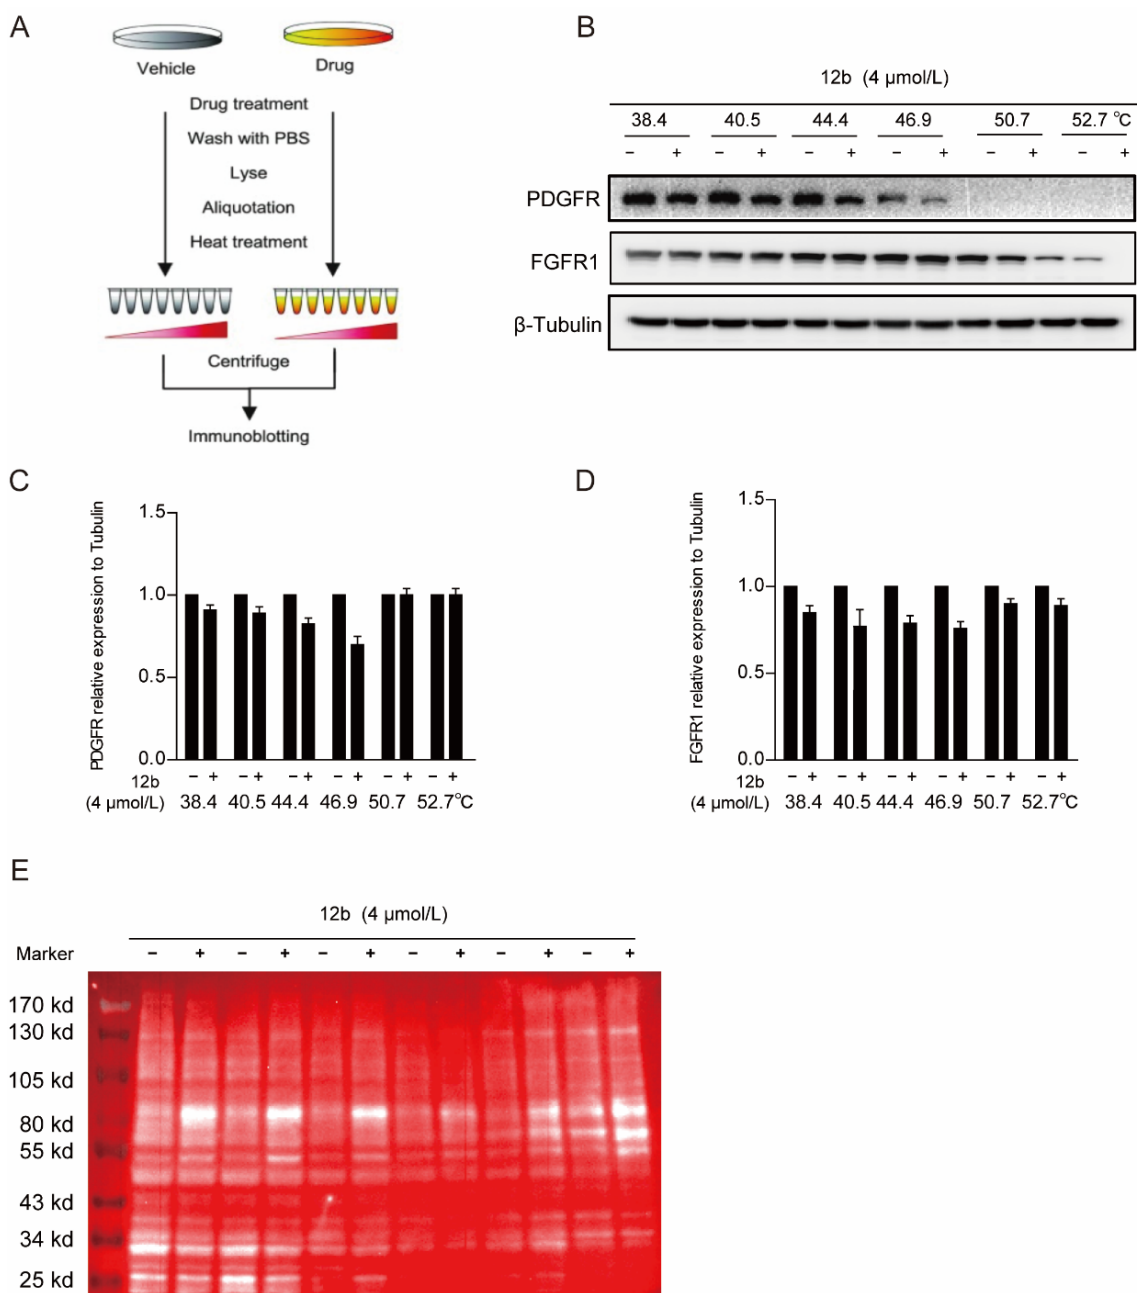 A
Vehicle
Drug
Drug treatment
Wash with PBS
Lyse
Aliquotation
Heat treatment
Centrifuge
Immunoblotting
B
12b (4 μmol/L)
38.4 40.5 44.4 46.9 50.7 52.7 °C
− + − + − + − + − + − +
PDGFR
FGFR1
β-Tubulin
C
PDGFR relative expression to Tubulin
1.5
1.0
0.5
0.0
12b − + − + − + − + − + − +
(4 μmol/L) 38.4 40.5 44.4 46.9 50.7 52.7°C
D
FGFR1 relative expression to Tubulin
1.5
1.0
0.5
0.0
12b − + − + − + − + − + − +
(4 μmol/L) 38.4 40.5 44.4 46.9 50.7 52.7°C
E
12b (4 μmol/L)
Marker − + − + − + − + − + − +
170 kd
130 kd
105 kd
80 kd
55 kd
43 kd
34 kd
25 kd